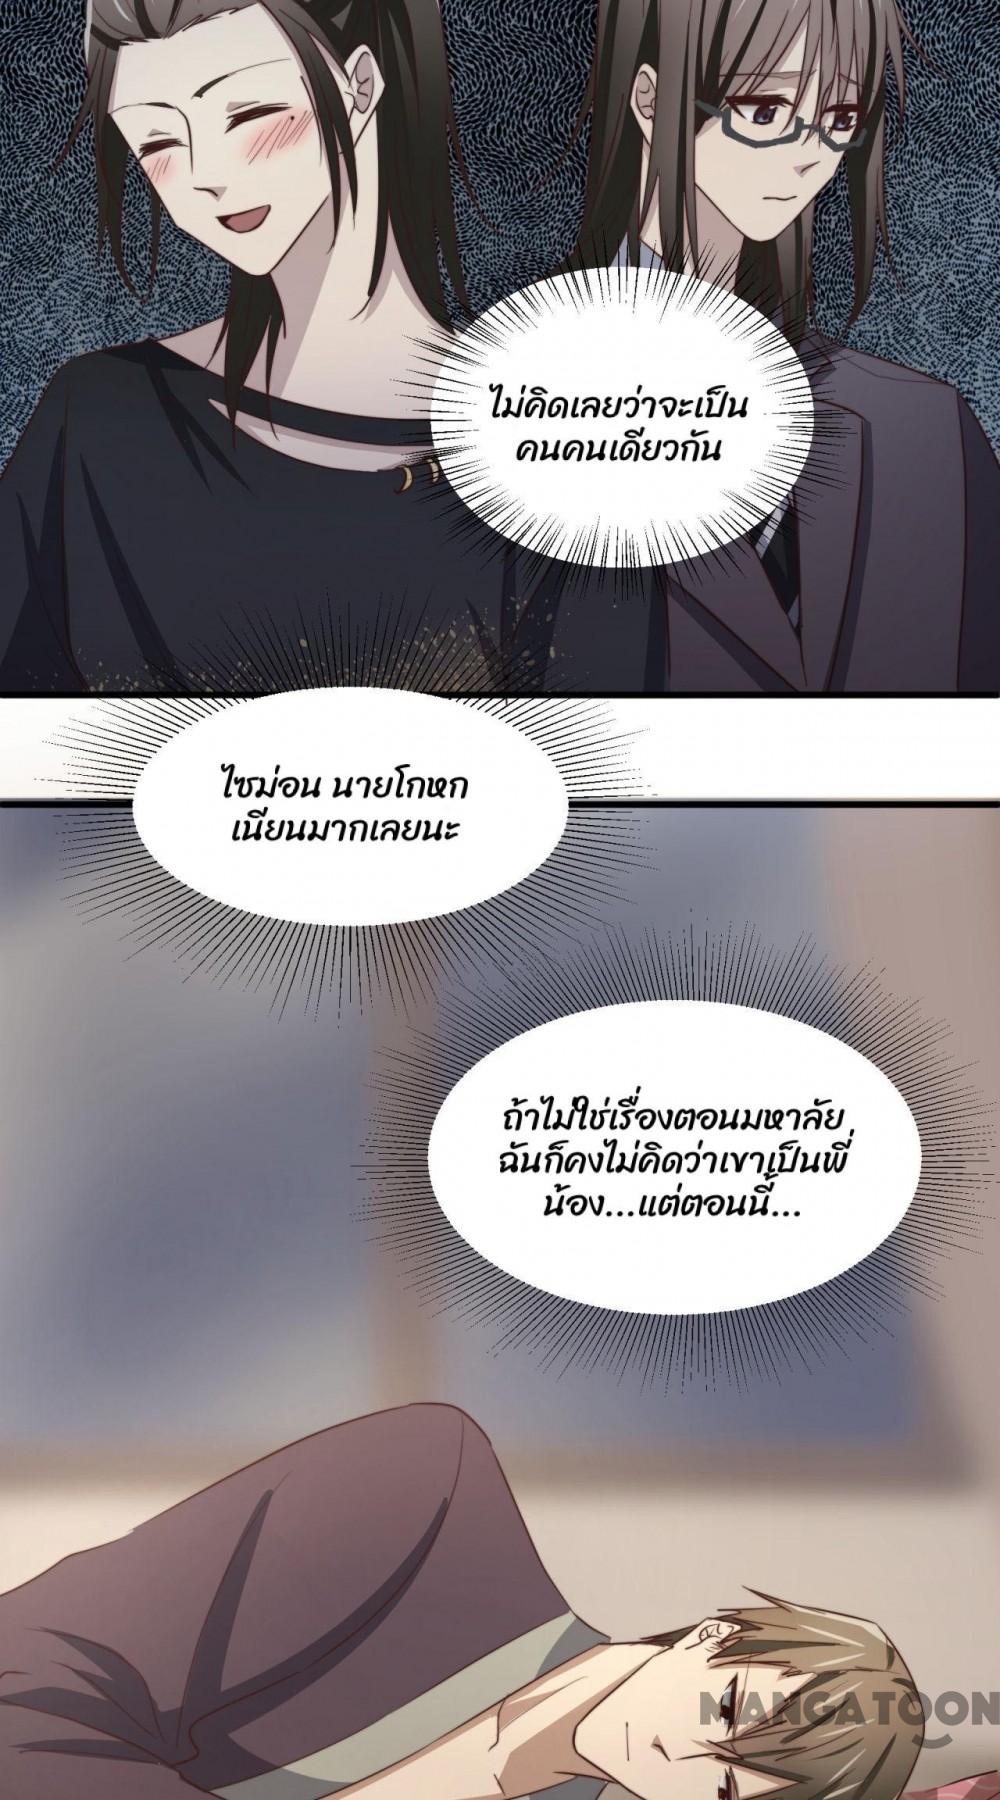 ไม่คิดเลยว่าจะเป็น
คนคนเดียวกัน
ไซม่อน นายโกหก
เนียนมากเลยนะ
ถ้าไม่ใช่เรื่องตอนมหาลัย
ฉันก็คงไม่คิดว่าเขาเป็นพี่
น้อง...แต่ตอนนี้...
MANGATOON